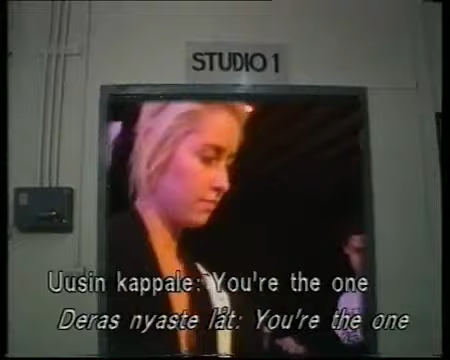 STUDIO 1
Uusin kappale: You're the one
Deras nyaste låt: You're the one